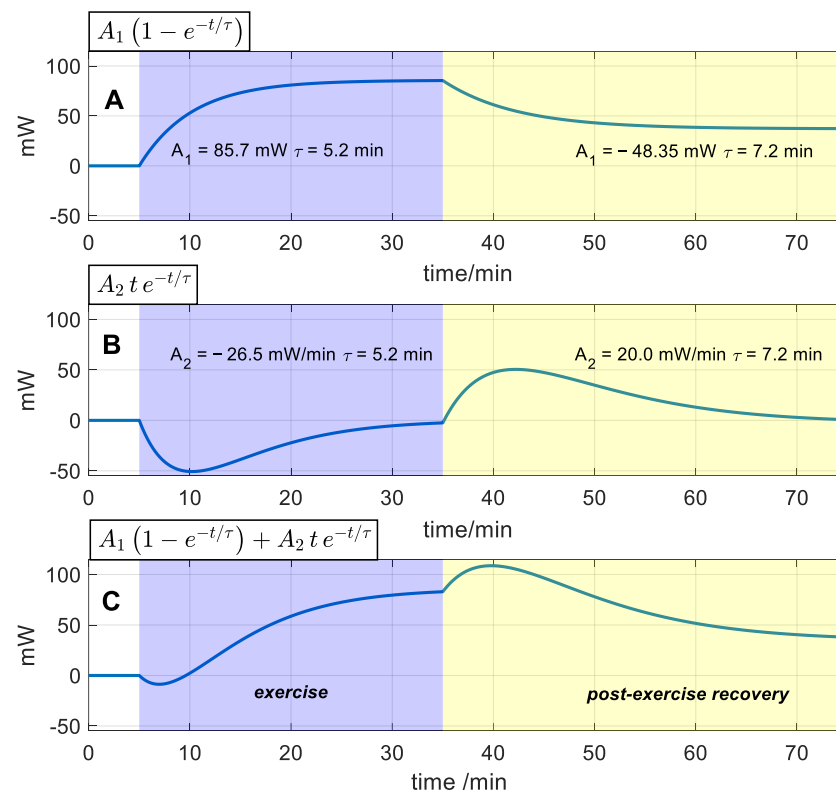 A₁ (1 − e^{−t/τ})
100
50
0
-50
mW
A
A₁ = 85.7 mW τ = 5.2 min
A₁ = − 48.35 mW τ = 7.2 min
0 10 20 30 40 50 60 70
time/min
A₂ t e^{−t/τ}
100
50
0
-50
mW
B
A₂ = − 26.5 mW/min τ = 5.2 min
A₂ = 20.0 mW/min τ = 7.2 min
0 10 20 30 40 50 60 70
time/min
A₁ (1 − e^{−t/τ}) + A₂ t e^{−t/τ}
100
50
0
-50
mW
C
exercise
post-exercise recovery
0 10 20 30 40 50 60 70
time /min